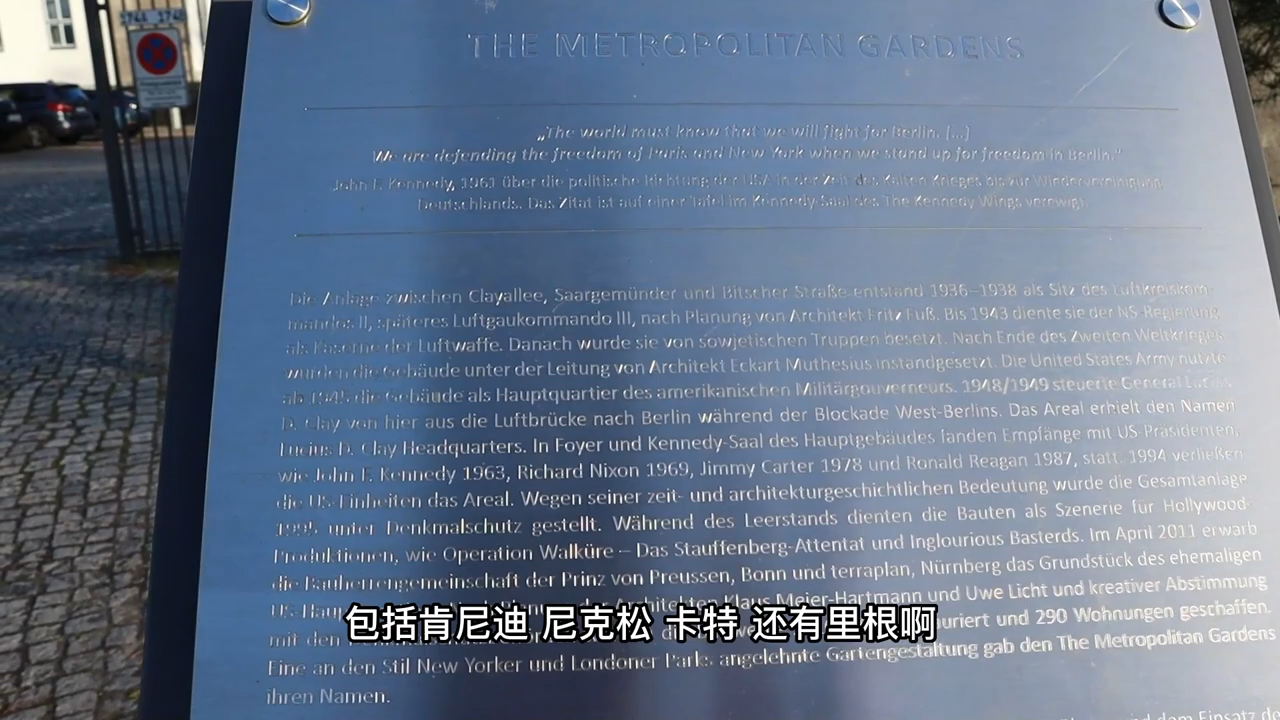 1744 1748
THE METROPOLITAN GARDENS
„The world must know that we will fight for Berlin. [...]
We are defending the freedom of Paris and New York when we stand up for freedom in Berlin."
John F. Kennedy, 1961 über die politische Richtung der USA in der Zeit des Kalten Krieges bis zur Wiedervereinigung
Deutschlands. Das Zitat ist auf einer Tafel im Kennedy-Saal des The Kennedy Wings verewigt.
Die Anlage zwischen Clayallee, Saargemünder und Bitscher Straße entstand 1936–1938 als Sitz des Luftkreiskom-
mandos II, späteres Luftgaukommando III, nach Planung von Architekt Fritz Fuß. Bis 1943 diente sie der NS-Regierung
als Kaserne der Luftwaffe. Danach wurde sie von sowjetischen Truppen besetzt. Nach Ende des Zweiten Weltkrieges
wurden die Gebäude unter der Leitung von Architekt Eckart Muthesius instandgesetzt. Die United States Army nutzte
ab 1945 die Gebäude als Hauptquartier des amerikanischen Militärgouverneurs. 1948/1949 steuerte General Lucius
D. Clay von hier aus die Luftbrücke nach Berlin während der Blockade West-Berlins. Das Areal erhielt den Namen
Lucius D. Clay Headquarters. In Foyer und Kennedy-Saal des Hauptgebäudes fanden Empfänge mit US-Präsidenten,
wie John F. Kennedy 1963, Richard Nixon 1969, Jimmy Carter 1978 und Ronald Reagan 1987, statt. 1994 verließen
die US-Einheiten das Areal. Wegen seiner zeit- und architekturgeschichtlichen Bedeutung wurde die Gesamtanlage
1995 unter Denkmalschutz gestellt. Während des Leerstands dienten die Bauten als Szenerie für Hollywood-
Produktionen, wie Operation Walküre – Das Stauffenberg-Attentat und Inglourious Basterds. Im April 2011 erwarb
die Bauherrengemeinschaft der Prinz von Preussen, Bonn und terraplan, Nürnberg das Grundstück des ehemaligen
Architekten Klaus Meier-Hartmann und Uwe Licht und kreativer Abstimmung
mit den und 290 Wohnungen geschaffen.
包括肯尼迪 尼克松 卡特 还有里根啊
Eine an den Stil New Yorker und Londoner Parks angelehnte Gartengestaltung gab den The Metropolitan Gardens
ihren Namen.
dem Einsatz